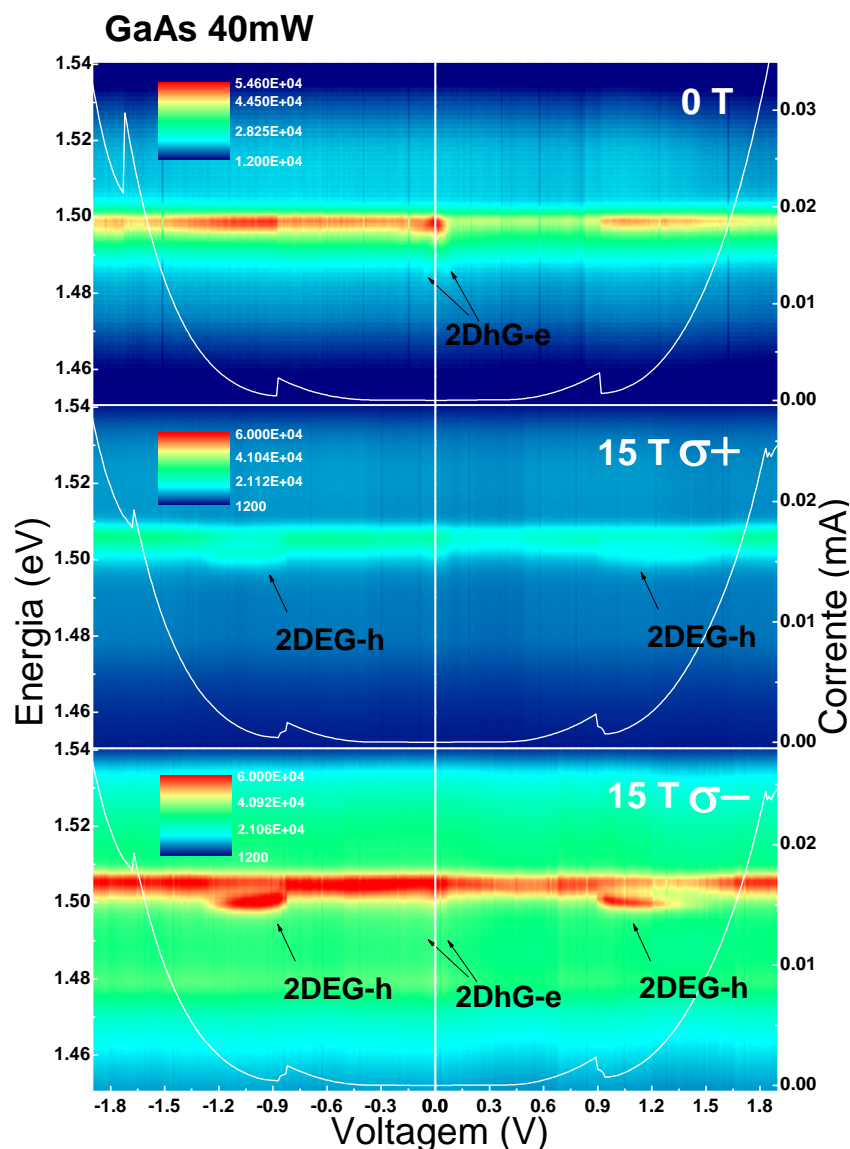 GaAs 40mW
1.54
1.52
1.50
1.48
1.46
5.460E+04
4.450E+04
2.825E+04
1.200E+04
0 T
0.03
0.02
0.01
0.00
2DhG-e
1.54
1.52
1.50
1.48
1.46
6.000E+04
4.104E+04
2.112E+04
1200
15 T σ+
0.02
0.01
0.00
2DEG-h
2DEG-h
1.54
1.52
1.50
1.48
1.46
6.000E+04
4.092E+04
2.106E+04
1200
15 T σ−
0.02
0.01
0.00
2DEG-h
2DhG-e
2DEG-h
Energia (eV)
Corrente (mA)
-1.8 -1.5 -1.2 -0.9 -0.6 -0.3 0.0 0.3 0.6 0.9 1.2 1.5 1.8
Voltagem (V)